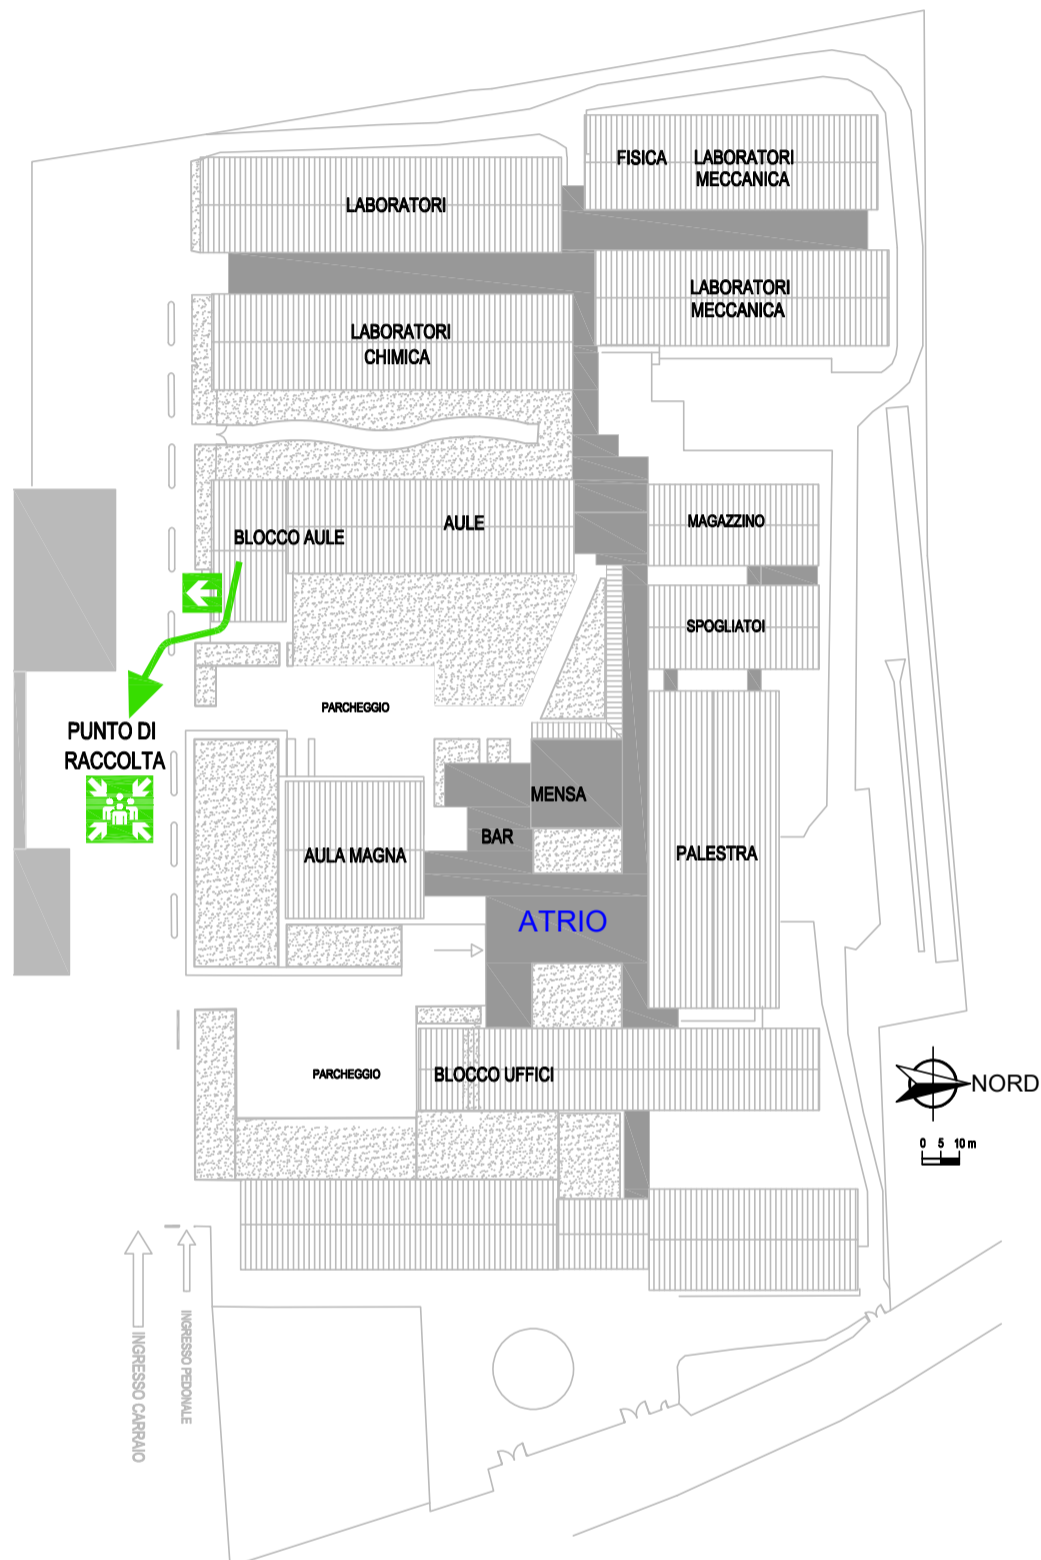 FISICA
LABORATORI
MECCANICA
LABORATORI
LABORATORI
MECCANICA
LABORATORI
CHIMICA
AULE
BLOCCO AULE
MAGAZZINO
SPOGLIATOI
PARCHEGGIO
PUNTO DI
RACCOLTA
MENSA
BAR
AULA MAGNA
PALESTRA
ATRIO
PARCHEGGIO
BLOCCO UFFICI
NORD
0 5 10 m
INGRESSO CARRAIO
INGRESSO PEDONALE